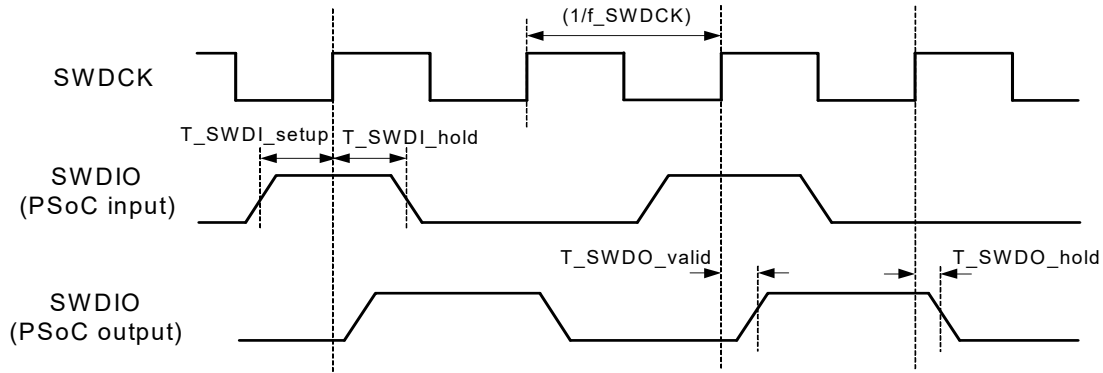 (1/f_SWDCK)
SWDCK
T_SWDI_setup T_SWDI_hold
SWDIO
(PSoC input)
T_SWDO_valid
T_SWDO_hold
SWDIO
(PSoC output)